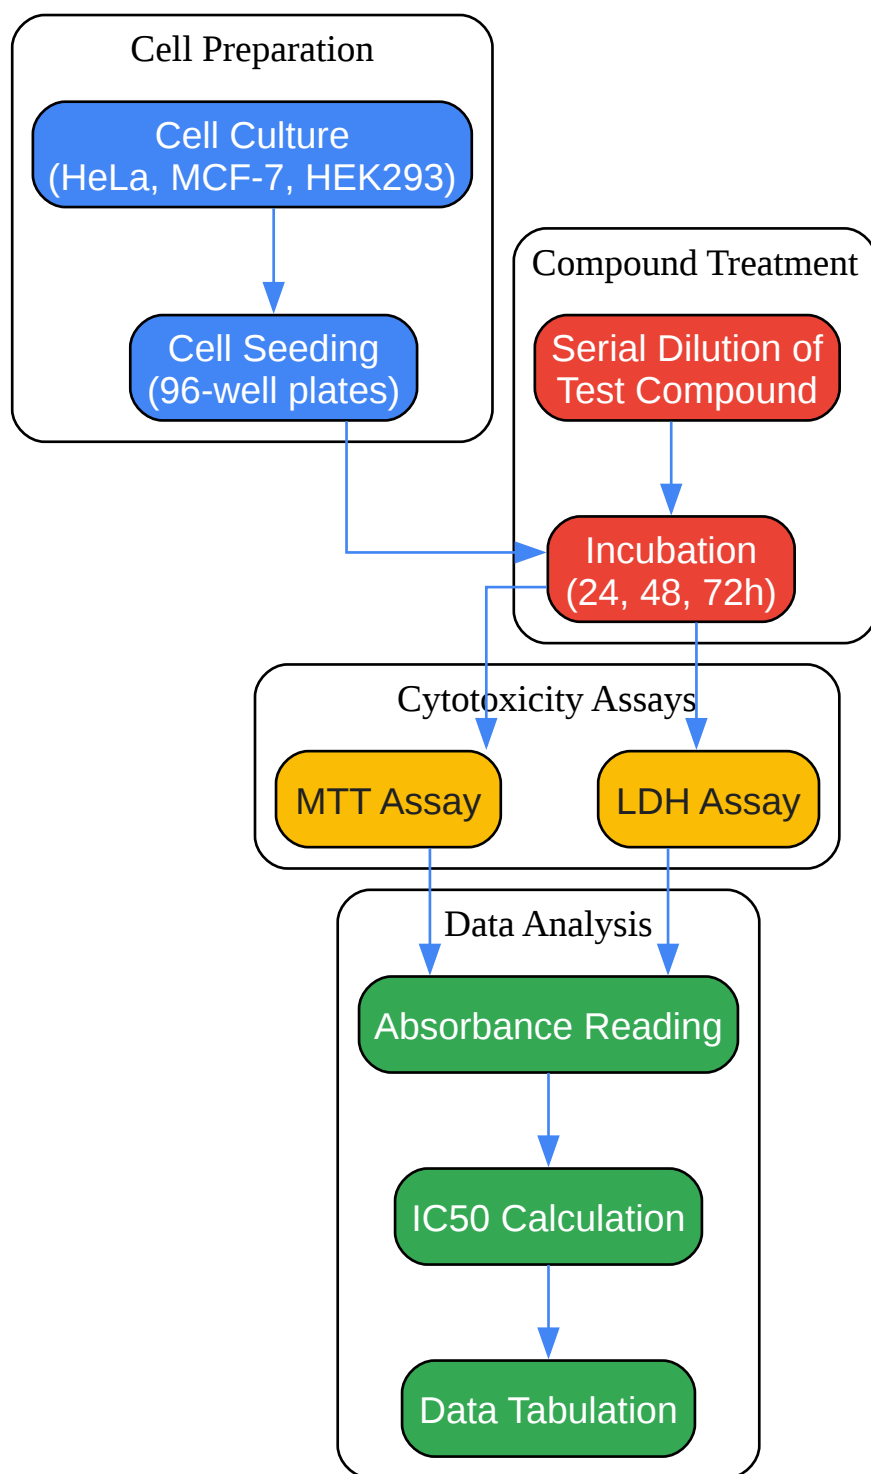 Cell Preparation
Cell Culture
(HeLa, MCF-7, HEK293)
Cell Seeding
(96-well plates)
Compound Treatment
Serial Dilution of
Test Compound
Incubation
(24, 48, 72h)
Cytotoxicity Assays
MTT Assay
LDH Assay
Data Analysis
Absorbance Reading
IC50 Calculation
Data Tabulation